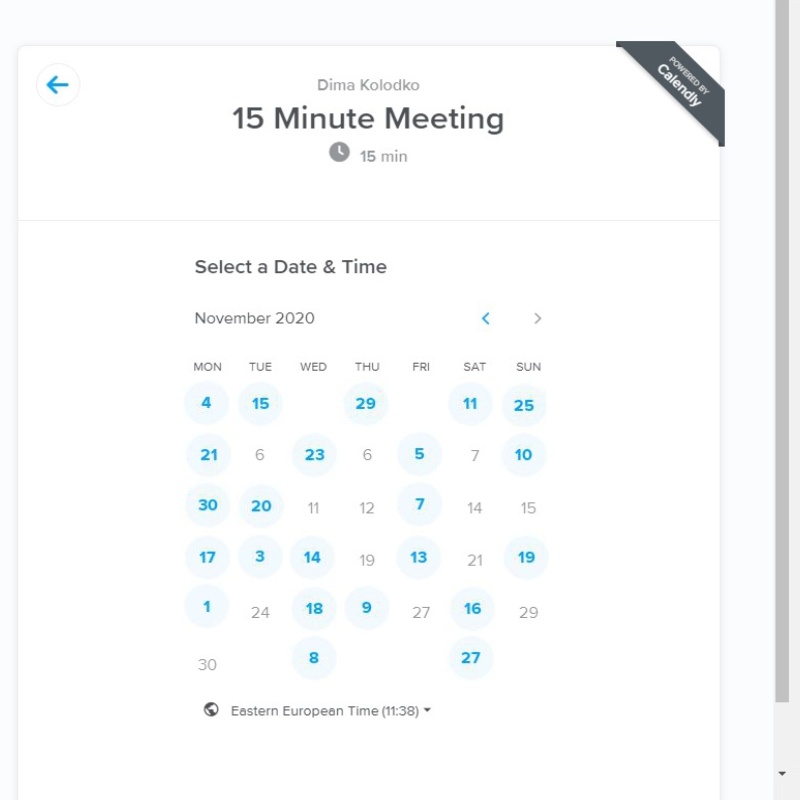 POWERED BY
Calendly
Dima Kolodko
15 Minute Meeting
15 min
Select a Date & Time
November 2020
MON TUE WED THU FRI SAT SUN
4 15 29 11 25
21 6 23 6 5 7 10
30 20 11 12 7 14 15
17 3 14 19 13 21 19
1 24 18 9 27 16 29
30 8 27
Eastern European Time (11:38)